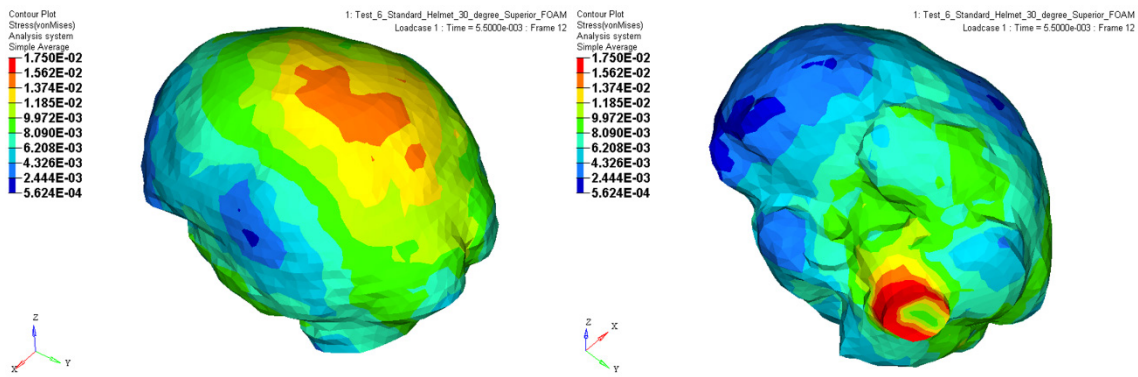 Contour Plot
Stress(vonMises)
Analysis system
Simple Average
1.750E-02
1.562E-02
1.374E-02
1.185E-02
9.972E-03
8.090E-03
6.208E-03
4.326E-03
2.444E-03
5.624E-04
1: Test_6_Standard_Helmet_30_degree_Superior_FOAM
Loadcase 1 : Time = 5.5000e-003 : Frame 12
Z
X
Y
Contour Plot
Stress(vonMises)
Analysis system
Simple Average
1.750E-02
1.562E-02
1.374E-02
1.185E-02
9.972E-03
8.090E-03
6.208E-03
4.326E-03
2.444E-03
5.624E-04
1: Test_6_Standard_Helmet_30_degree_Superior_FOAM
Loadcase 1 : Time = 5.5000e-003 : Frame 12
Z
X
Y